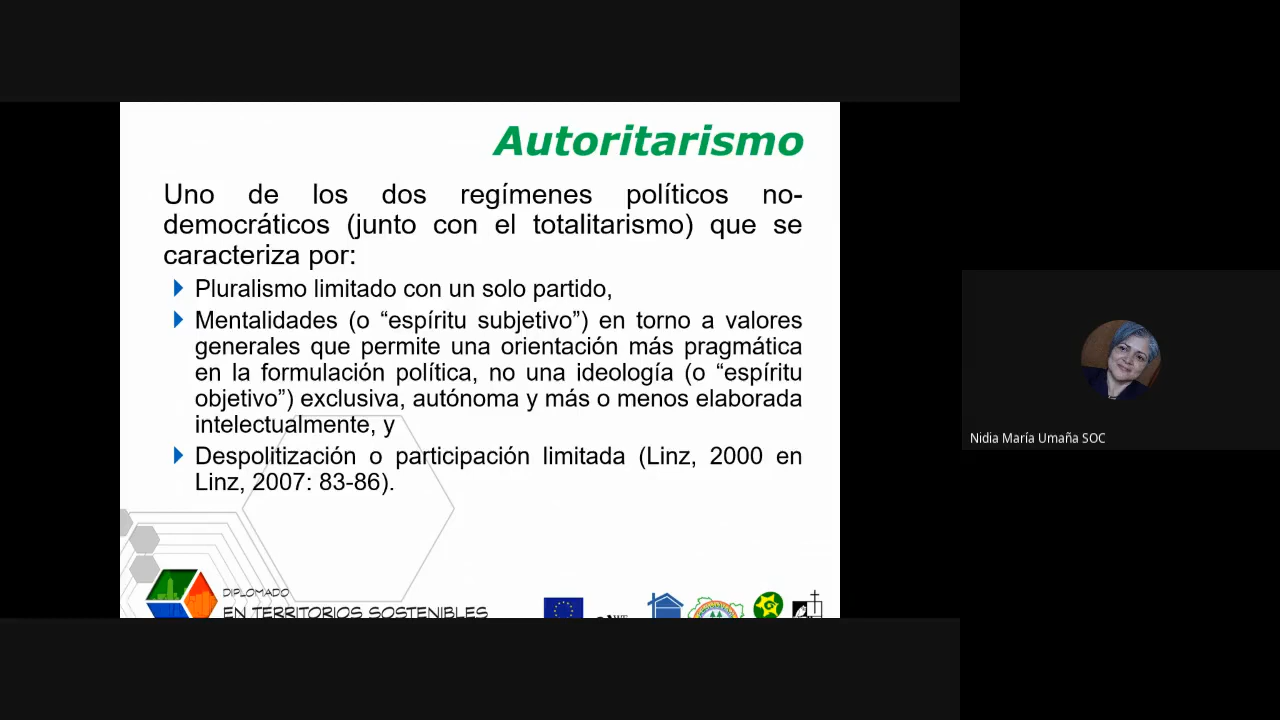 Autoritarismo
Uno de los dos regímenes políticos no-
democráticos (junto con el totalitarismo) que se
caracteriza por:
Pluralismo limitado con un solo partido,
Mentalidades (o “espíritu subjetivo”) en torno a valores
generales que permite una orientación más pragmática
en la formulación política, no una ideología (o “espíritu
objetivo”) exclusiva, autónoma y más o menos elaborada
intelectualmente, y
Despolitización o participación limitada (Linz, 2000 en
Linz, 2007: 83-86).
DIPLOMADO
EN TERRITORIOS SOSTENIBLES
Nidia María Umaña SOC